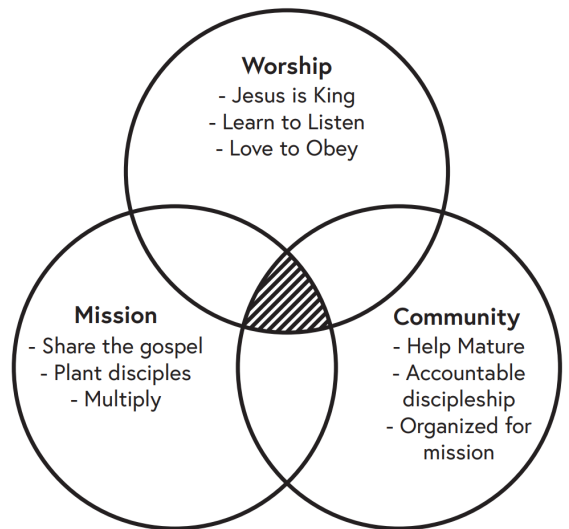 Worship
- Jesus is King
- Learn to Listen
- Love to Obey
Mission
- Share the gospel
- Plant disciples
- Multiply
Community
- Help Mature
- Accountable
discipleship
- Organized for
mission